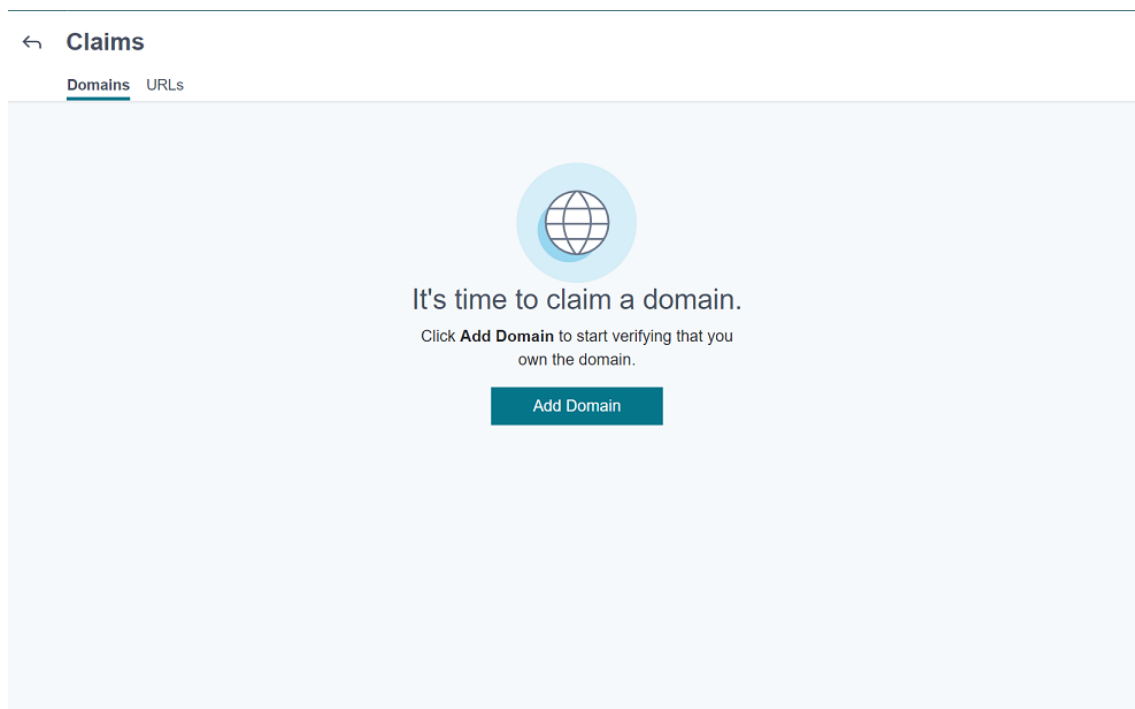 Claims
Domains URLs
It's time to claim a domain.
Click Add Domain to start verifying that you
own the domain.
Add Domain